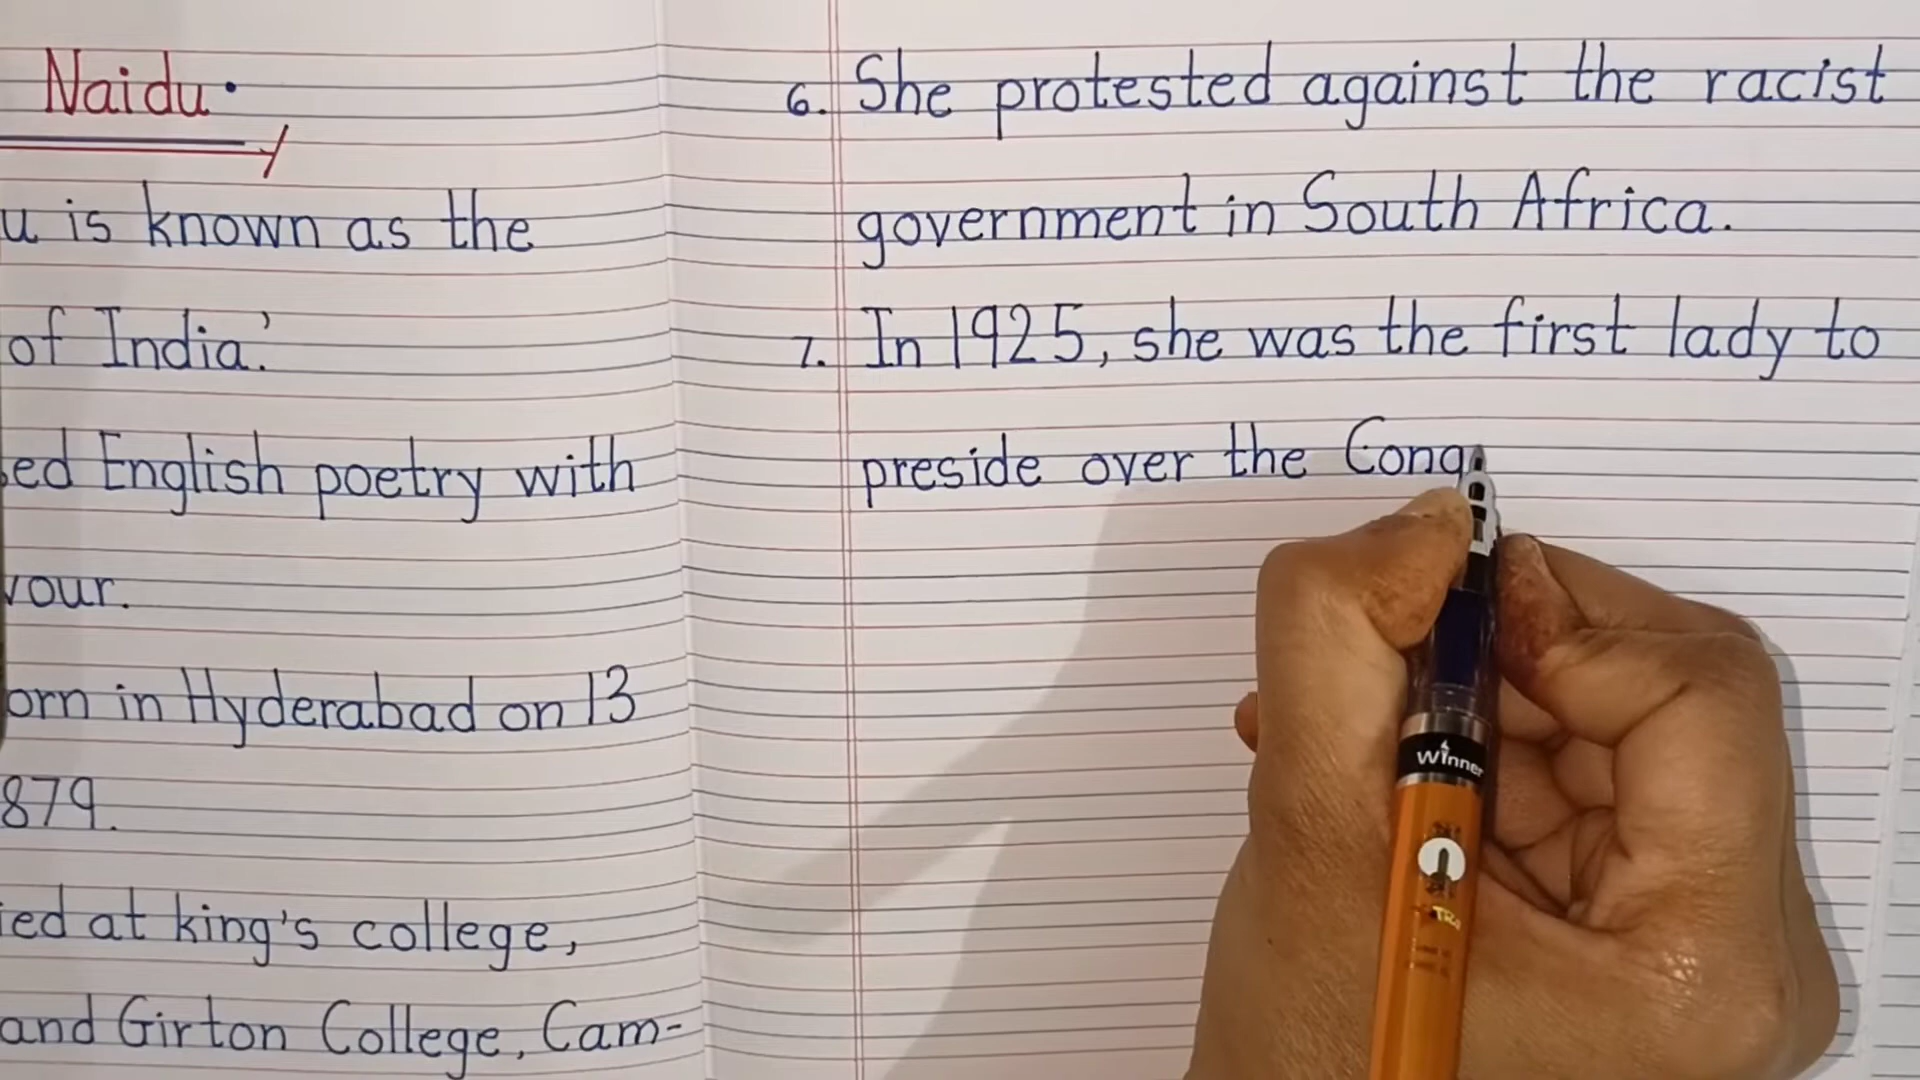 Naidu.
u is known as the
of India.'
ed English poetry with
vour.
orn in Hyderabad on 13
879.
ied at king's college,
and Girton College, Cam-
6. She protested against the racist
government in South Africa.
7. In 1925, she was the first lady to
preside over the Cong
Winner